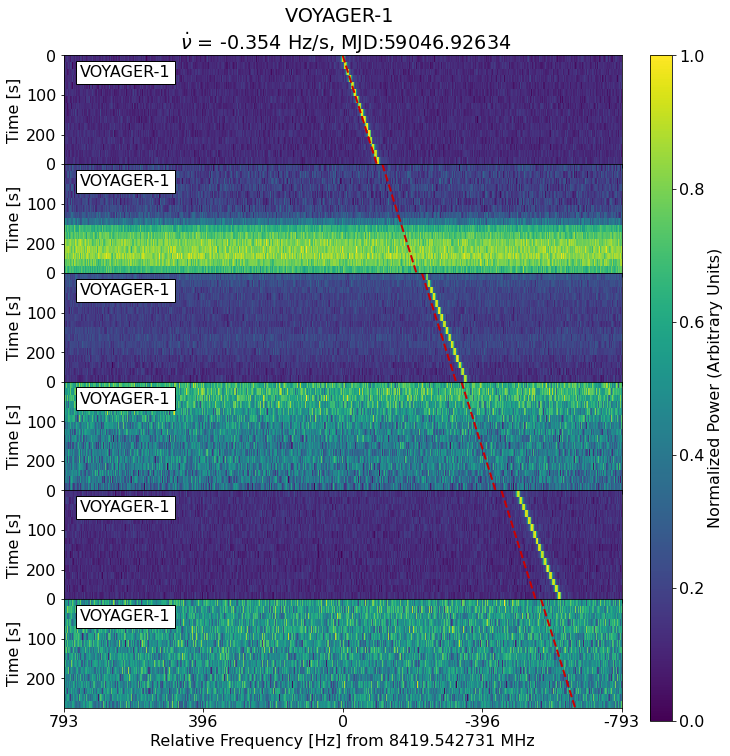 VOYAGER-1
ν̇ = -0.354 Hz/s, MJD:59046.92634
VOYAGER-1
0
100
200
Time [s]
VOYAGER-1
0
100
200
Time [s]
VOYAGER-1
0
100
200
Time [s]
VOYAGER-1
0
100
200
Time [s]
VOYAGER-1
0
100
200
Time [s]
VOYAGER-1
0
100
200
Time [s]
793 396 0 -396 -793
Relative Frequency [Hz] from 8419.542731 MHz
1.0
0.8
0.6
0.4
0.2
0.0
Normalized Power (Arbitrary Units)